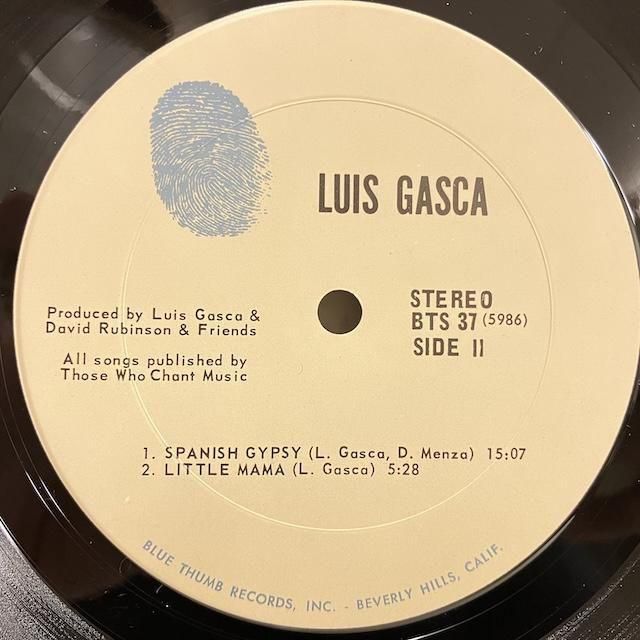 LUIS GASCA
Produced by Luis Gasca &
David Rubinson & Friends
All songs published by
Those Who Chant Music
STEREO
BTS 37 (5986)
SIDE II
1. SPANISH GYPSY (L. Gasca, D. Menza) 15:07
2. LITTLE MAMA (L. Gasca) 5:28
BLUE THUMB RECORDS, INC. - BEVERLY HILLS, CALIF.